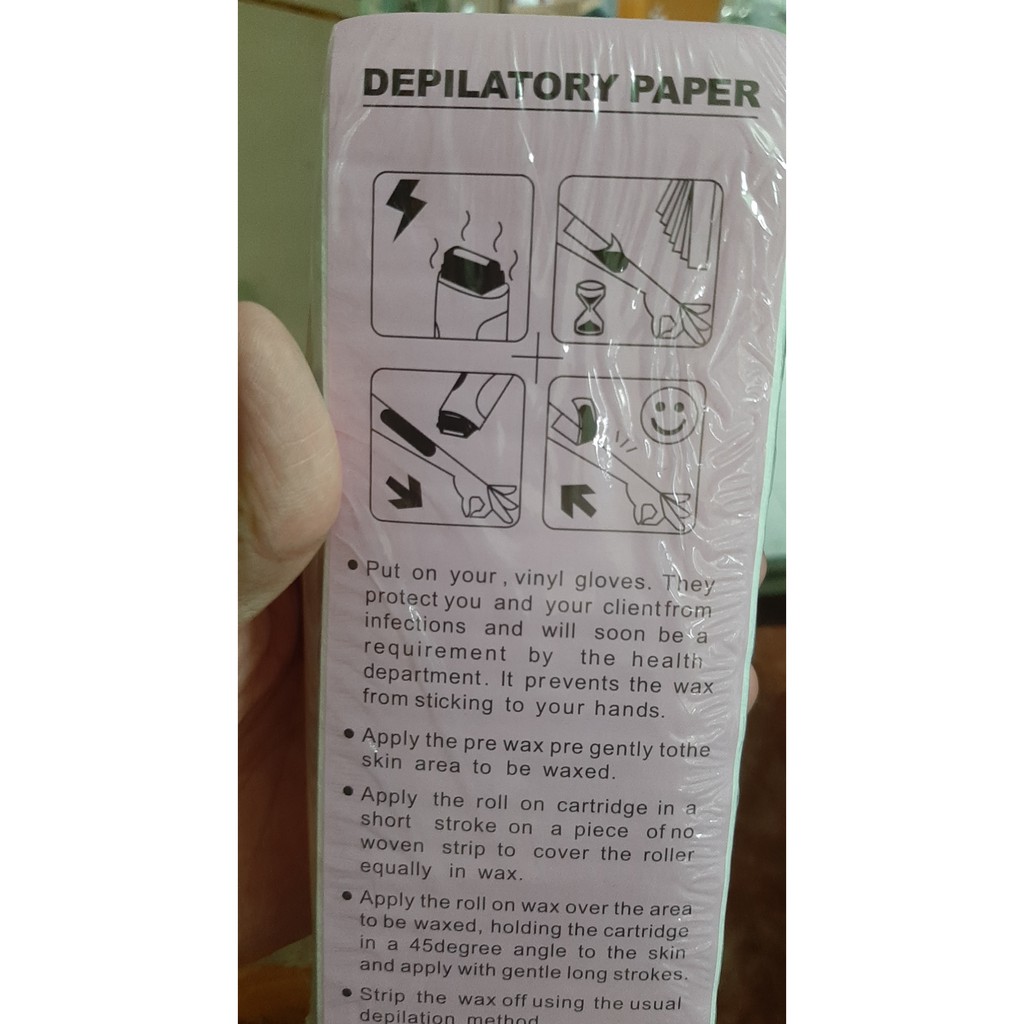 DEPILATORY PAPER
• Put on your, vinyl gloves. They
protect you and your clientfrom
infections and will soon be a
requirement by the health
department. It prevents the wax
from sticking to your hands.
• Apply the pre wax pre gently tothe
skin area to be waxed.
• Apply the roll on cartridge in a
short stroke on a piece of no
woven strip to cover the roller
equally in wax.
• Apply the roll on wax over the area
to be waxed, holding the cartridge
in a 45degree angle to the skin
and apply with gentle long strokes.
• Strip the wax off using the usual
depilation method